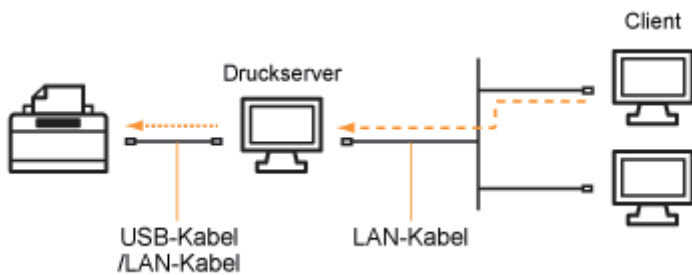 Client
Druckserver
USB-Kabel
/LAN-Kabel
LAN-Kabel